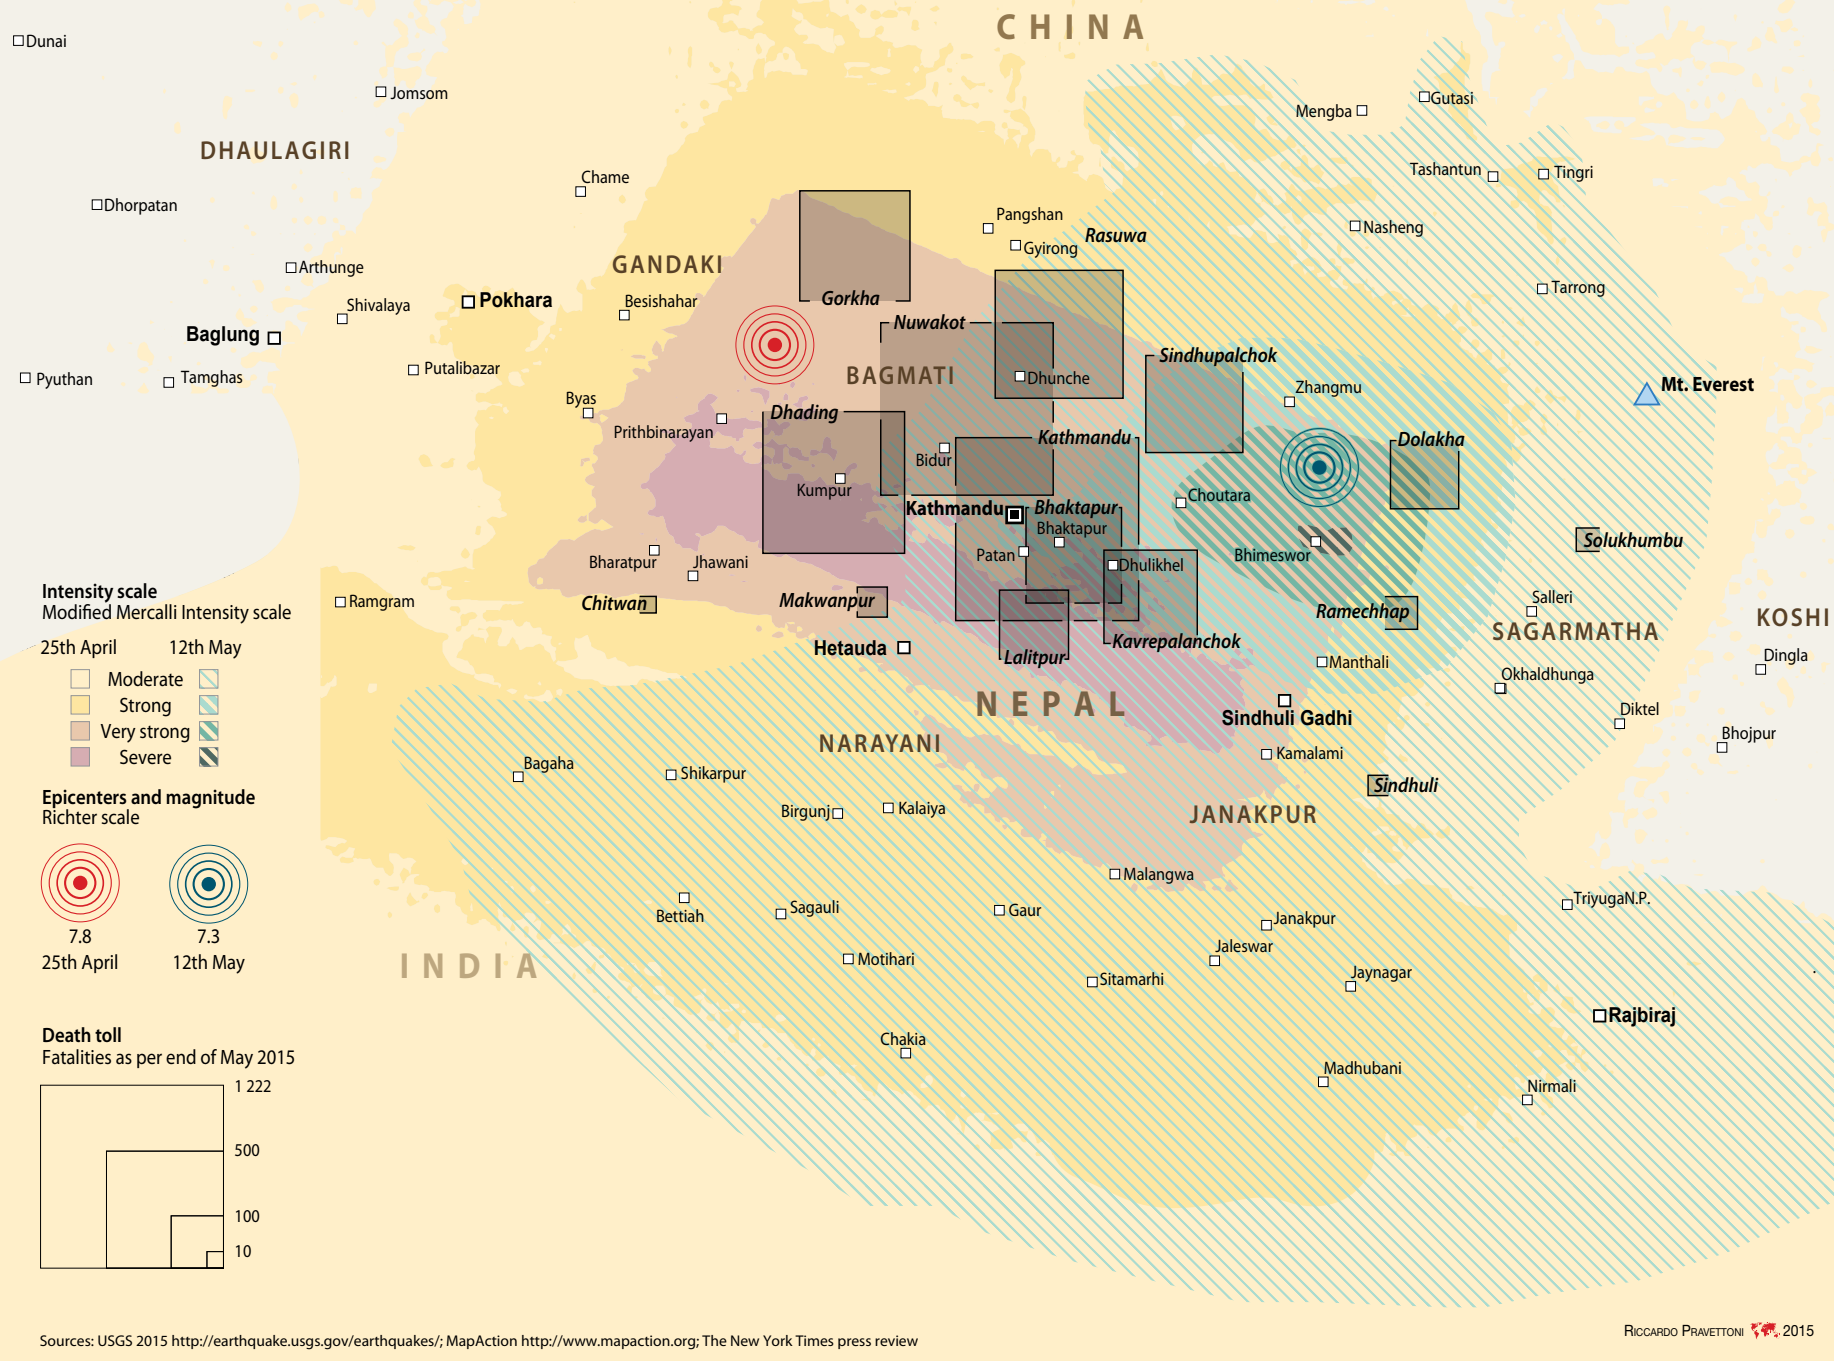 CHINA
Dunai
Jomsom
Mengba
Gutasi
DHAULAGIRI
Tashantun
Tingri
Chame
Dhorpatan
Pangshan
Nasheng
Rasuwa
Gyirong
GANDAKI
Arthunge
Tarrong
Pokhara
Besishahar
Gorkha
Shivalaya
Nuwakot
Baglung
Sindhupalchok
Putalibazar
BAGMATI
Dhunche
Pyuthan
Tamghas
Zhangmu
Mt. Everest
Byas
Dhading
Prithbinarayan
Kathmandu
Dolakha
Bidur
Kumpur
Choutara
Kathmandu
Bhaktapur
Bhaktapur
Patan
Bhimeswor
Solukhumbu
Bharatpur
Jhawani
Dhulikhel
Ramgram
Chitwan
Makwanpur
Salleri
Ramechhap
KOSHI
SAGARMATHA
Hetauda
Lalitpur
Kavrepalanchok
Manthali
Dingla
Okhaldhunga
NEPAL
Sindhuli Gadhi
Diktel
NARAYANI
Bhojpur
Kamalami
Bagaha
Shikarpur
Sindhuli
Birgunj
Kalaiya
JANAKPUR
Malangwa
Bettiah
Sagauli
Gaur
TriyugaN.P.
Janakpur
Jaleswar
INDIA
Motihari
Sitamarhi
Jaynagar
Rajbiraj
Chakia
Madhubani
Nirmali
Intensity scale
Modified Mercalli Intensity scale
25th April 12th May
Moderate
Strong
Very strong
Severe
Epicenters and magnitude
Richter scale
7.8 7.3
25th April 12th May
Death toll
Fatalities as per end of May 2015
1 222
500
100
10
Sources: USGS 2015 http://earthquake.usgs.gov/earthquakes/; MapAction http://www.mapaction.org; The New York Times press review
RICCARDO PRAVETTONI 2015